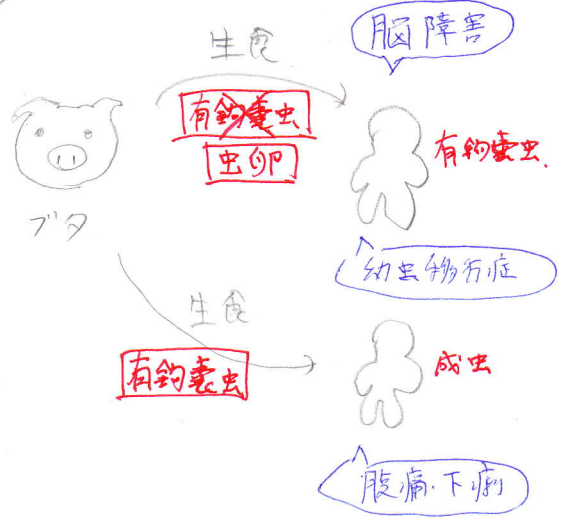 脳障害
生食
有鉤嚢虫
虫卵
有鉤嚢虫
ブタ
幼虫移行症
生食
有鉤嚢虫
成虫
腹痛・下痢